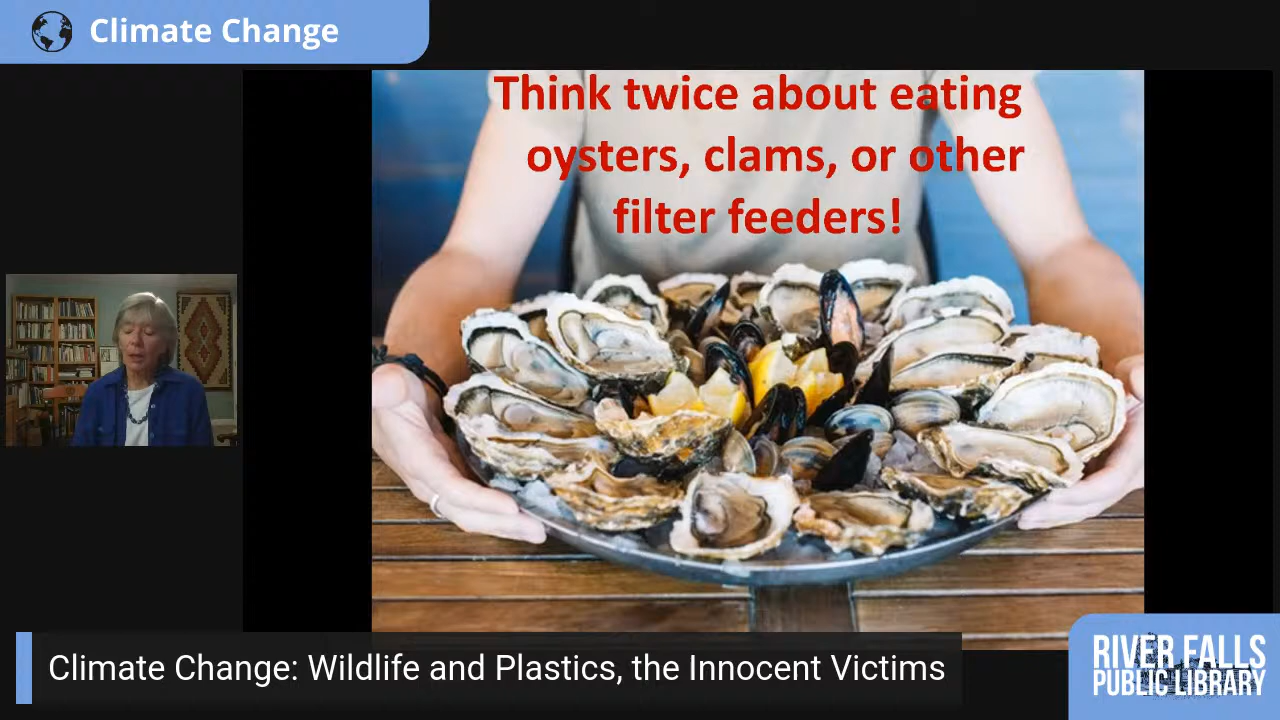 Climate Change
Think twice about eating
oysters, clams, or other
filter feeders!
Climate Change: Wildlife and Plastics, the Innocent Victims
RIVER FALLS
PUBLIC LIBRARY